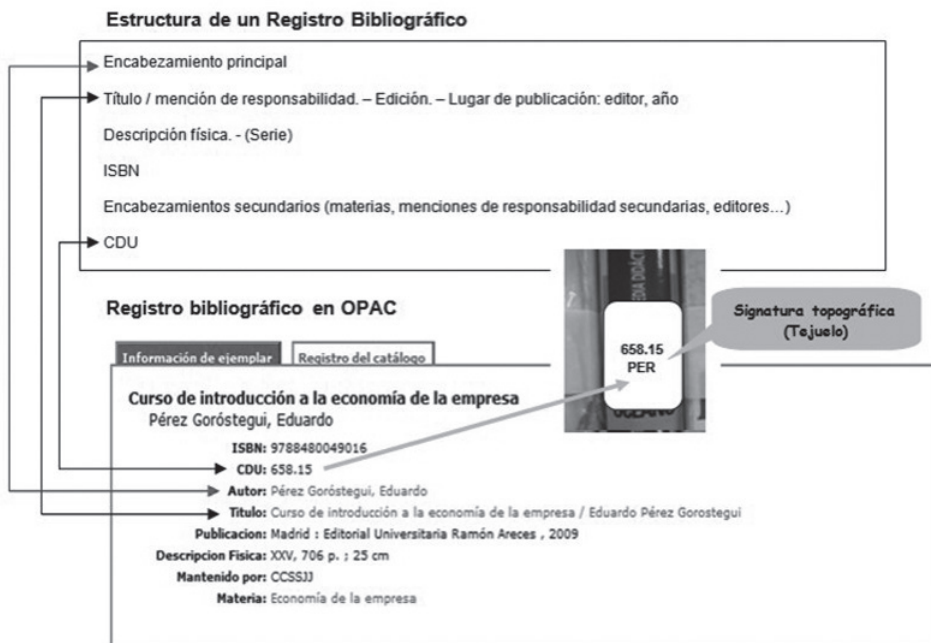 Estructura de un Registro Bibliográfico
Encabezamiento principal
Título / mención de responsabilidad. – Edición. – Lugar de publicación: editor, año
Descripción física. - (Serie)
ISBN
Encabezamientos secundarios (materias, menciones de responsabilidad secundarias, editores...)
CDU
EDIA DIDÁCT
Signatura topográfica
(Tejuelo)
658.15
PER
OCÉANO
Registro bibliográfico en OPAC
Información de ejemplar
Registro del catálogo
Curso de introducción a la economía de la empresa
Pérez Goróstegui, Eduardo
ISBN: 9788480049016
CDU: 658.15
Autor: Pérez Goróstegui, Eduardo
Titulo: Curso de introducción a la economía de la empresa / Eduardo Pérez Gorostegui
Publicacion: Madrid : Editorial Universitaria Ramón Areces , 2009
Descripcion Fisica: XXV, 706 p. ; 25 cm
Mantenido por: CCSSJJ
Materia: Economía de la empresa